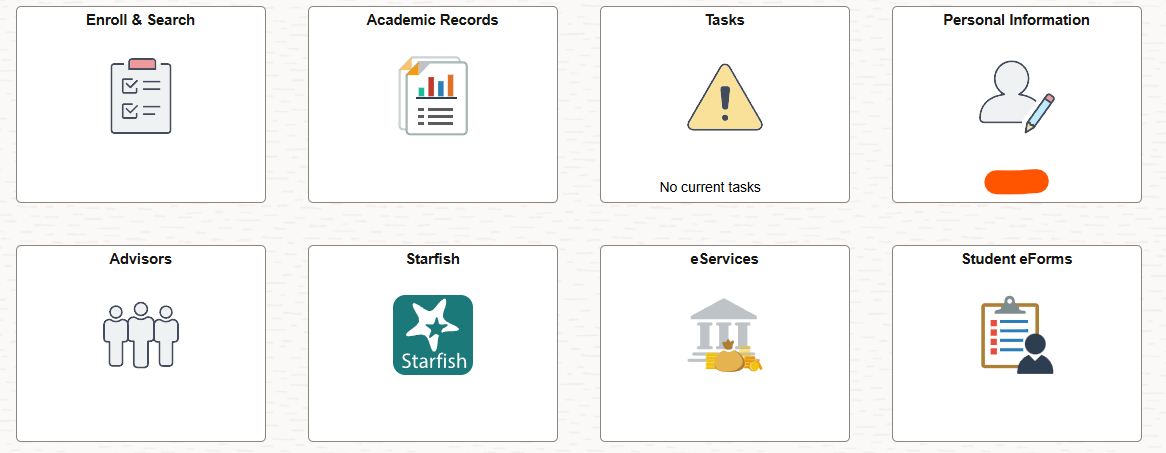 Enroll & Search
Academic Records
Tasks
Personal Information
No current tasks
Advisors
Starfish
eServices
Student eForms
Starfish